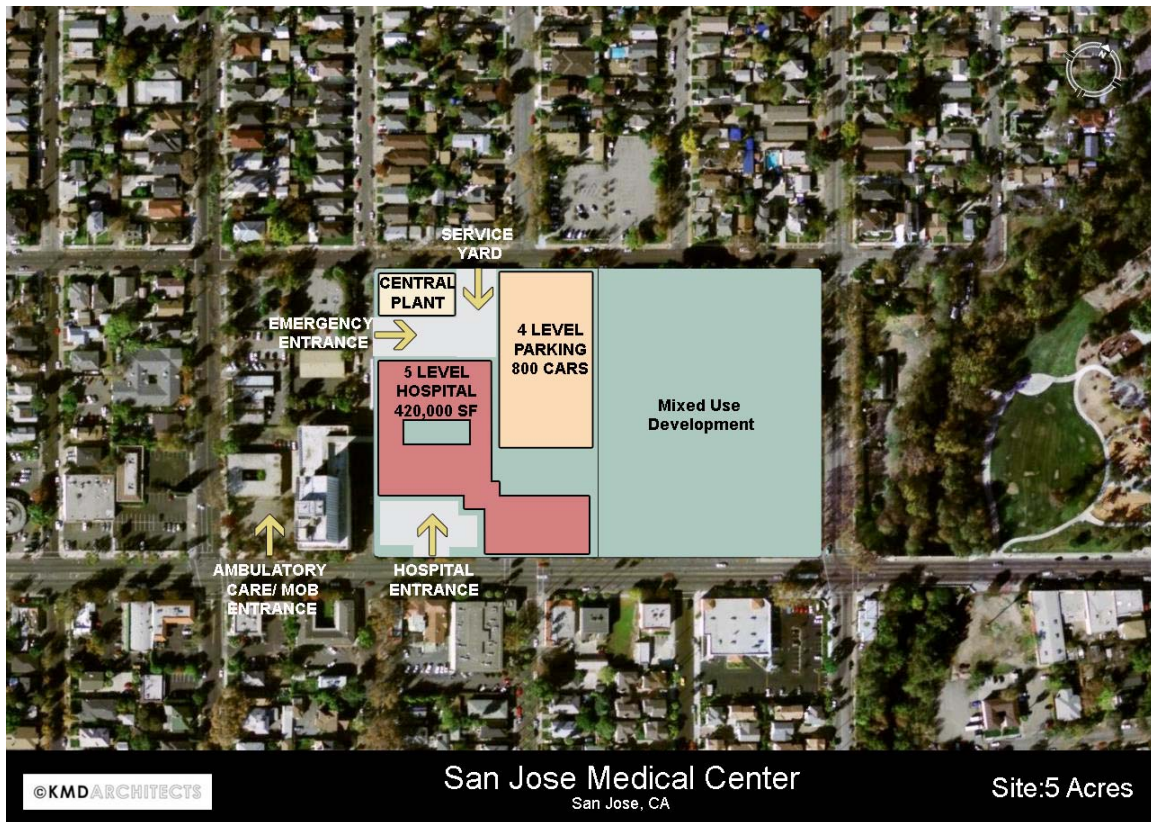 N
SERVICE
YARD
CENTRAL
PLANT
EMERGENCY
ENTRANCE
4 LEVEL
PARKING
800 CARS
5 LEVEL
HOSPITAL
420,000 SF
Mixed Use
Development
AMBULATORY
CARE/ MOB
ENTRANCE
HOSPITAL
ENTRANCE
©KMDARCHITECTS
San Jose Medical Center
San Jose, CA
Site:5 Acres